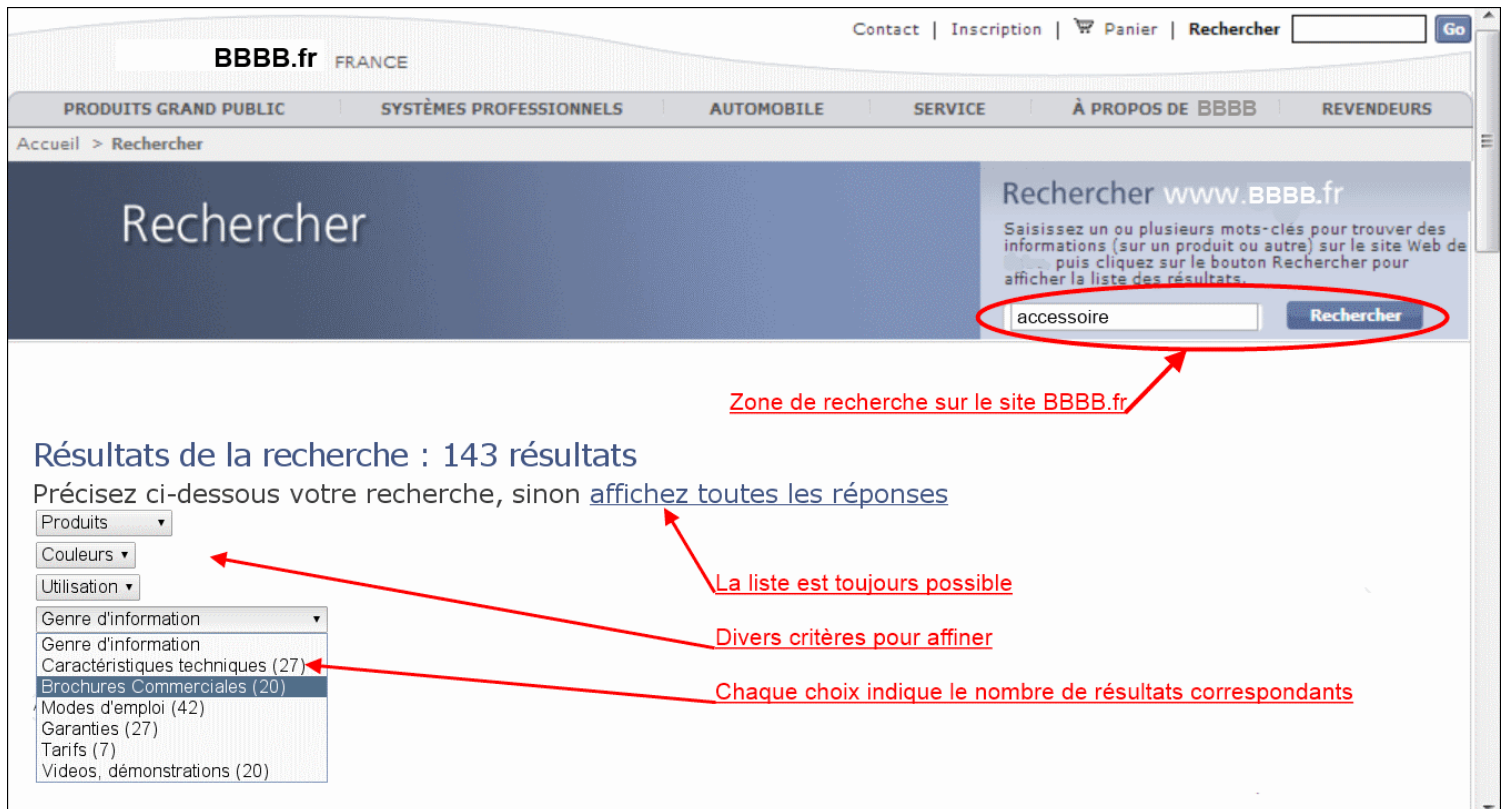 Contact | Inscription | Panier | Rechercher Go
BBBB.fr FRANCE
PRODUITS GRAND PUBLIC SYSTÈMES PROFESSIONNELS AUTOMOBILE SERVICE À PROPOS DE BBBB REVENDEURS
Accueil > Rechercher
Rechercher
Rechercher www.BBBB.fr
Saisissez un ou plusieurs mots-clés pour trouver des
informations (sur un produit ou autre) sur le site Web de
puis cliquez sur le bouton Rechercher pour
afficher la liste des résultats.
accessoire Rechercher
Zone de recherche sur le site BBBB.fr
Résultats de la recherche : 143 résultats
Précisez ci-dessous votre recherche, sinon affichez toutes les réponses
Produits
Couleurs
Utilisation
La liste est toujours possible
Genre d'information
Divers critères pour affiner
Genre d'information
Caractéristiques techniques (27)
Brochures Commerciales (20)
Chaque choix indique le nombre de résultats correspondants
Modes d'emploi (42)
Garanties (27)
Tarifs (7)
Videos, démonstrations (20)